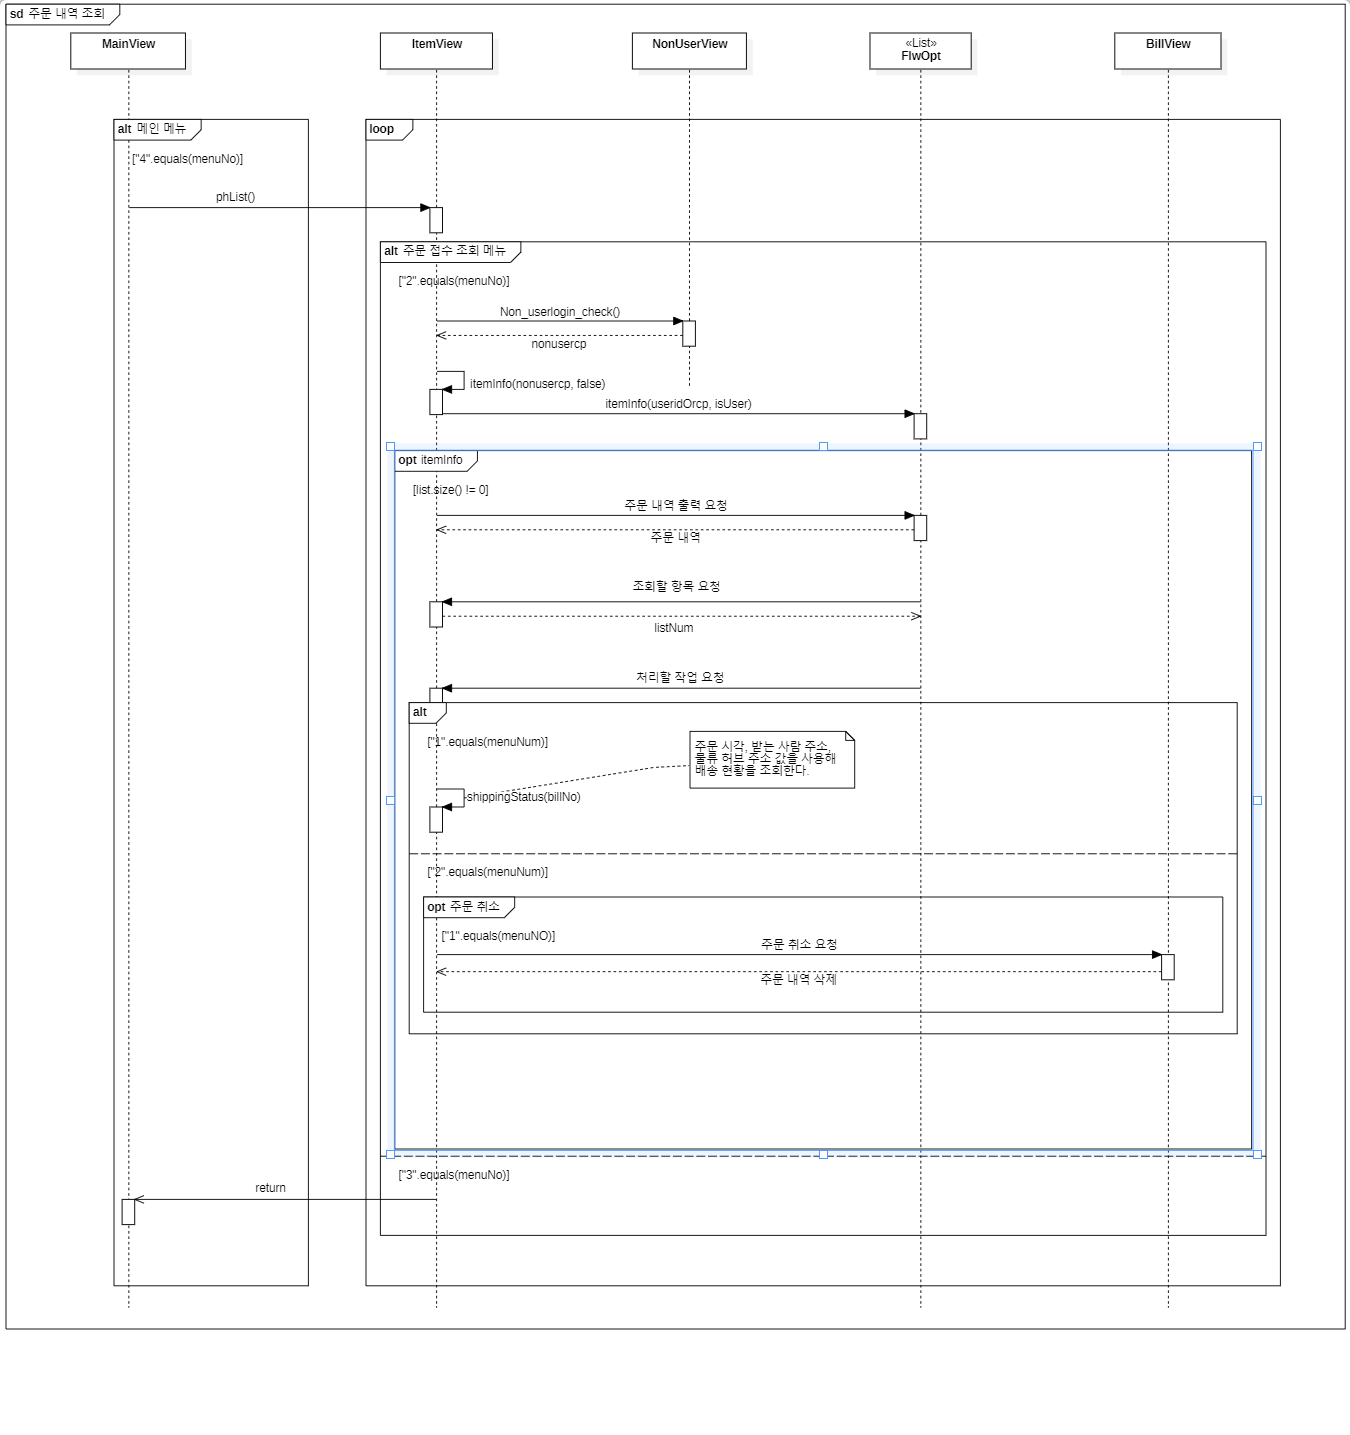 sd 주문 내역 조회
MainView
ItemView
NonUserView
«List»
FlwOpt
BillView
alt 메인 메뉴
loop
["4".equals(menuNo)]
phList()
alt 주문 접수 조회 메뉴
["2".equals(menuNo)]
Non_userlogin_check()
nonusercp
itemInfo(nonusercp, false)
itemInfo(useridOrcp, isUser)
opt itemInfo
[list.size() != 0]
주문 내역 출력 요청
주문 내역
조회할 항목 요청
listNum
처리할 작업 요청
alt
["1".equals(menuNum)]
주문 시각, 받는 사람 주소,
물류 허브 주소 값을 사용해
배송 현황을 조회한다.
shippingStatus(billNo)
["2".equals(menuNum)]
opt 주문 취소
["1".equals(menuNO)]
주문 취소 요청
주문 내역 삭제
["3".equals(menuNo)]
return